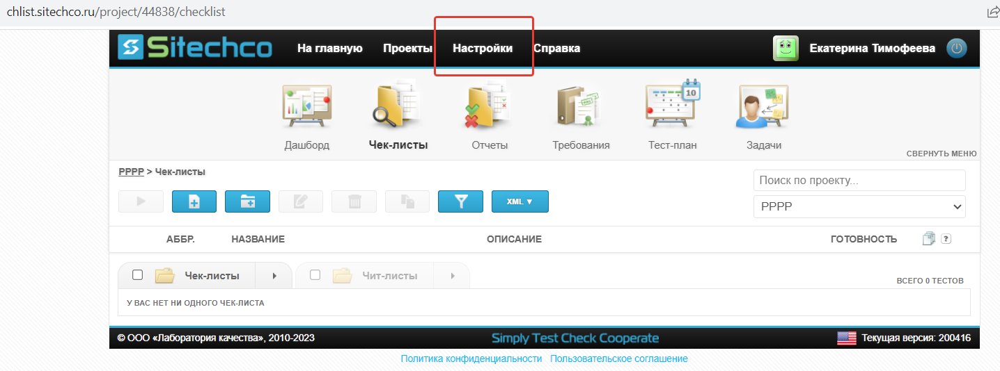 chlist.sitechco.ru/project/44838/checklist
Sitechco На главную Проекты Настройки Справка Екатерина Тимофеева
10
Дашборд Чек-листы Отчеты Требования Тест-план Задачи
СВЕРНУТЬ МЕНЮ
PPPP > Чек-листы
Поиск по проекту...
XML ▼
PPPP
АББР. НАЗВАНИЕ ОПИСАНИЕ ГОТОВНОСТЬ ?
Чек-листы Чит-листы
ВСЕГО 0 ТЕСТОВ
У ВАС НЕТ НИ ОДНОГО ЧЕК-ЛИСТА
© ООО «Лаборатория качества», 2010-2023 Simply Test Check Cooperate Текущая версия: 200416
Политика конфиденциальности Пользовательское соглашение